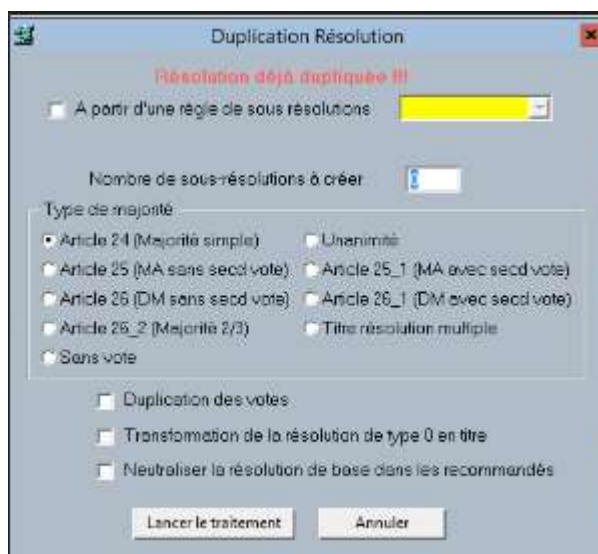 Duplication Résolution
Résolution déjà dupliquée !!!
A partir d'une règle de sous résolutions
Nombre de sous-résolutions à créer 0
Type de majorité
Article 24 (Majorité simple) Unanimité
Article 25 (MA sans secd vote) Article 25_1 (MA avec secd vote)
Article 26 (DM sans secd vote) Article 26_1 (DM avec secd vote)
Article 26_2 (Majorité 2/3) Titre résolution multiple
Sans vote
Duplication des votes
Transformation de la résolution de type 0 en titre
Neutraliser la résolution de base dans les recommandés
Lancer le traitement Annuler